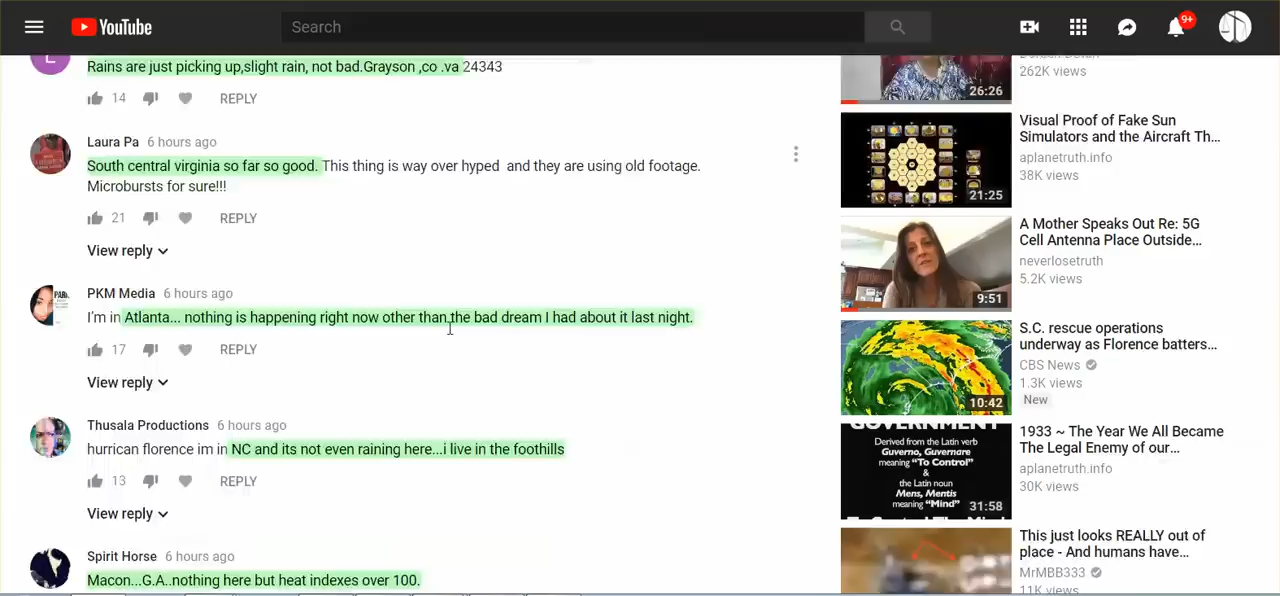 YouTube
Search
9+
Rains are just picking up,slight rain, not bad.Grayson ,co .va 24343
14
REPLY
Laura Pa 6 hours ago
South central virginia so far so good. This thing is way over hyped and they are using old footage.
Microbursts for sure!!!
21
REPLY
View reply
PKM Media 6 hours ago
I'm in Atlanta... nothing is happening right now other than the bad dream I had about it last night.
17
REPLY
View reply
Thusala Productions 6 hours ago
hurrican florence im in NC and its not even raining here...i live in the foothills
13
REPLY
View reply
Spirit Horse 6 hours ago
Macon...G.A..nothing here but heat indexes over 100.
262K views
26:26
Visual Proof of Fake Sun
Simulators and the Aircraft Th...
aplanetruth.info
38K views
21:25
A Mother Speaks Out Re: 5G
Cell Antenna Place Outside...
neverlosetruth
5.2K views
9:51
S.C. rescue operations
underway as Florence batters...
CBS News
1.3K views
New
10:42
GOVERNMENT
Derived from the Latin verb
Guverno, Guvernare
meaning "To Control"
& 
the Latin noun
Mens, Mentis
meaning "Mind"
31:58
1933 ~ The Year We All Became
The Legal Enemy of our...
aplanetruth.info
30K views
This just looks REALLY out of
place - And humans have...
MrMBB333
11K views